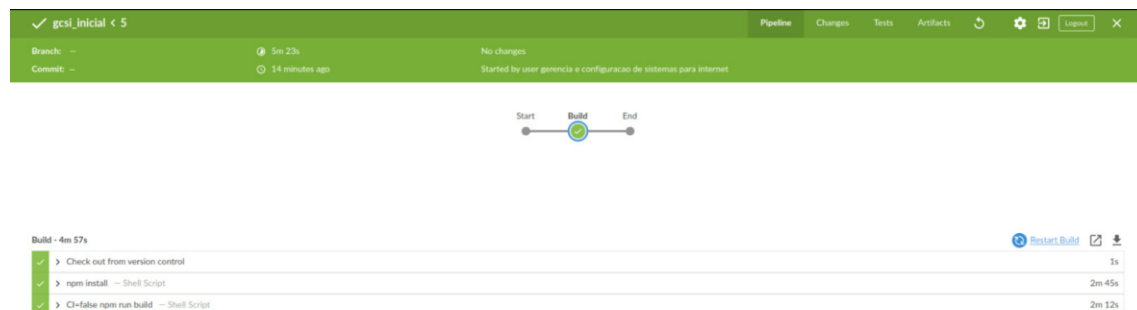 gcsi_inicial < 5 Pipeline Changes Tests Artifacts Logout
Branch: — 5m 23s No changes
Commit: — 14 minutes ago Started by user gerencia e configuracao de sistemas para internet
Start Build End
Build - 4m 57s Restart Build
Check out from version control 1s
npm install — Shell Script 2m 45s
CI=false npm run build — Shell Script 2m 12s